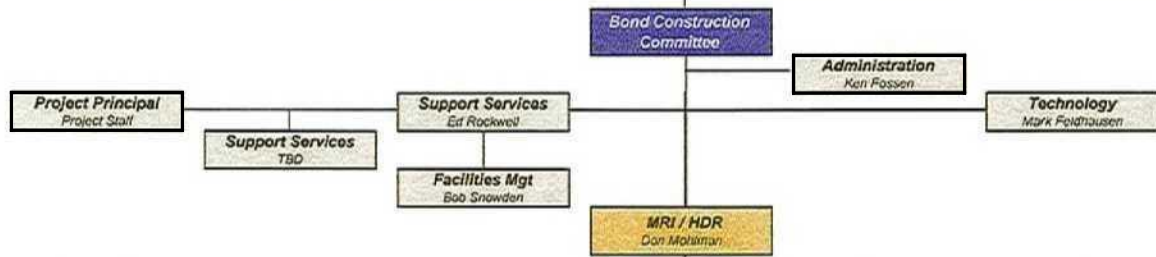 Bond Construction
Committee
Administration
Ken Fossen
Project Principal
Project Staff
Support Services
Ed Rockwell
Technology
Mark Feldhausen
Support Services
TBD
Facilities Mgt
Bob Snowden
MRI / HDR
Don Mohlman